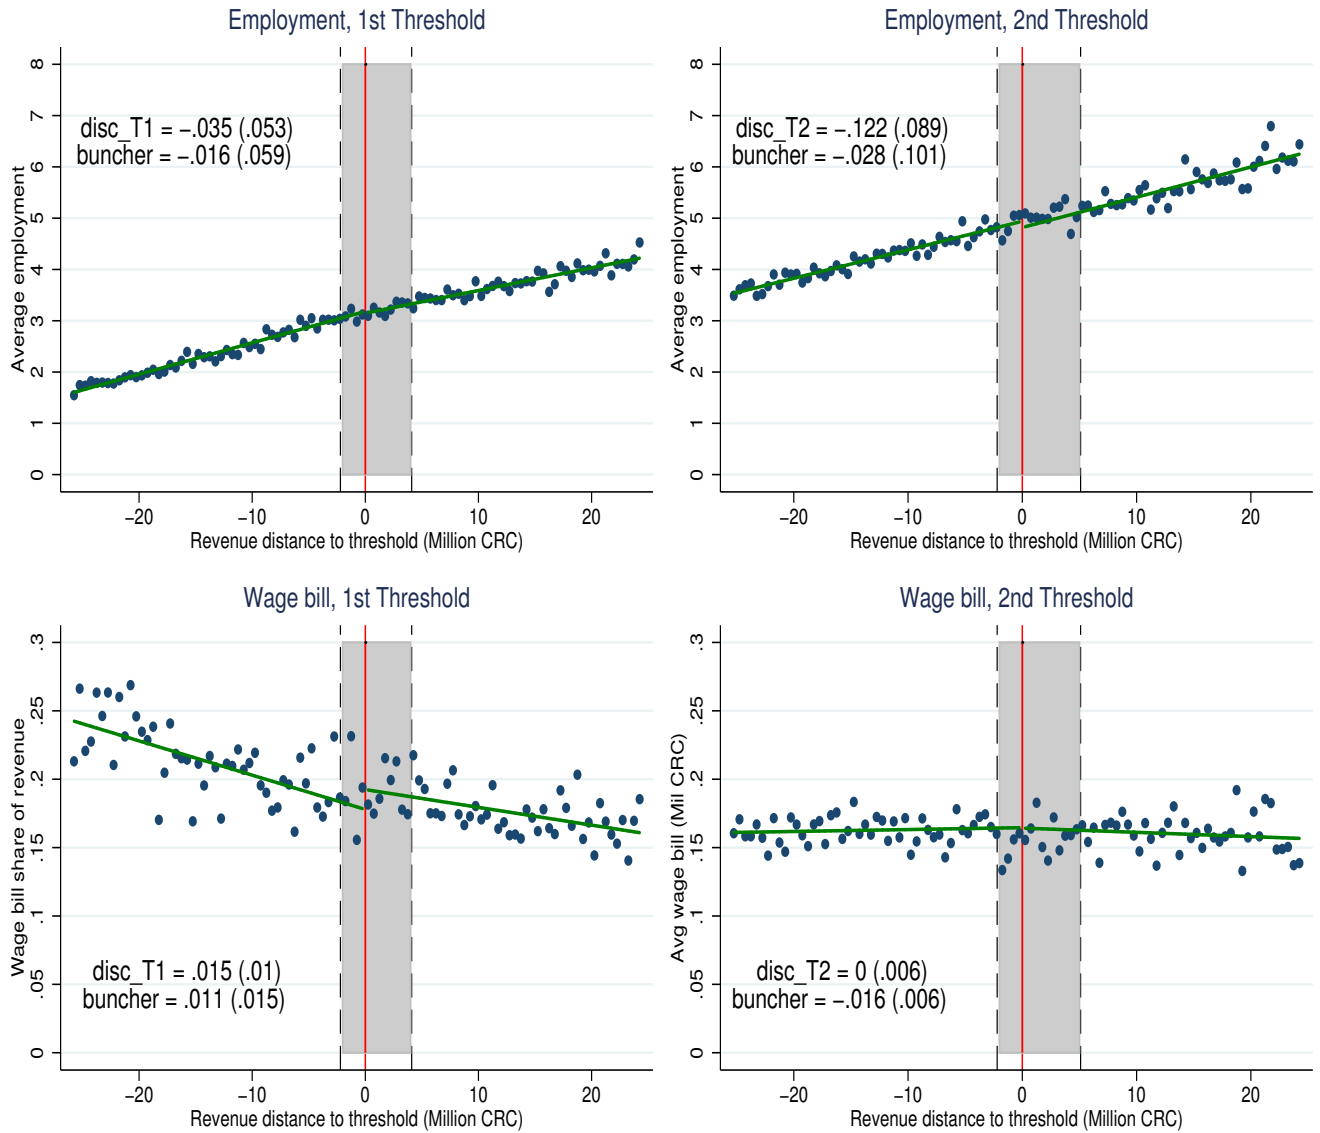 Employment, 1st Threshold
8
7
6
5
4
3
2
1
0
Average employment
disc_T1 = −.035 (.053)
buncher = −.016 (.059)
−20 −10 0 10 20
Revenue distance to threshold (Million CRC)
Employment, 2nd Threshold
8
7
6
5
4
3
2
1
0
Average employment
disc_T2 = −.122 (.089)
buncher = −.028 (.101)
−20 −10 0 10 20
Revenue distance to threshold (Million CRC)
Wage bill, 1st Threshold
.3
.25
.2
.15
.1
.05
0
Wage bill share of revenue
disc_T1 = .015 (.01)
buncher = .011 (.015)
−20 −10 0 10 20
Revenue distance to threshold (Million CRC)
Wage bill, 2nd Threshold
.3
.25
.2
.15
.1
.05
0
Avg wage bill (Mil CRC)
disc_T2 = 0 (.006)
buncher = −.016 (.006)
−20 −10 0 10 20
Revenue distance to threshold (Million CRC)